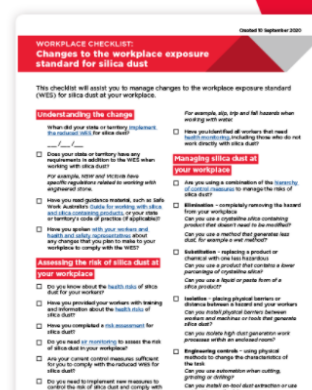 Created 10 September 2020
WORKPLACE CHECKLIST:
Changes to the workplace exposure
standard for silica dust
This checklist will assist you to manage changes to the workplace exposure standard
(WES) for silica dust at your workplace.
Understanding the change
When did your state or territory implement
the reduced WES for silica dust?
__/__/__
Does your state or territory have any
requirements in addition to the WES when
working with silica dust?
For example, NSW and Victoria have
specific regulations related to working with
engineered stone.
Have you read guidance material, such as Safe
Work Australia's Guide for working with silica
and silica containing products, or your state
or territory's code of practice (if applicable)?
Have you spoken with your workers and
health and safety representatives about
any changes that you plan to make to your
workplace to comply with the WES?
Assessing the risk of silica dust at
your workplace
Do you know about the health risks of silica
dust for your workers?
Have you provided your workers with training
and information about the health risks of
silica dust?
Have you completed a risk assessment for
silica dust?
Do you need air monitoring to assess the risk
of silica dust in your workplace?
Are your current control measures sufficient
for you to comply with the reduced WES for
silica dust?
Do you need to implement new measures to
control the risk of silica dust and comply with
For example, slip, trip and fall hazards when
working with water.
Have you identified all workers that need
health monitoring, including those who do not
work directly with silica dust?
Managing silica dust at
your workplace
Are you using a combination of the hierarchy
of control measures to manage the risks of
silica dust?
Elimination – completely removing the hazard
from your workplace
Can you use a crystalline silica containing
product that doesn't need to be modified?
Can you use a method that generates less
dust, for example a wet method?
Substitution – replacing a product or
chemical with one less hazardous
Can you use a product that contains a lower
percentage of crystalline silica?
Can you use a liquid or paste form of a
silica product?
Isolation – placing physical barriers or
distance between a hazard and your workers
Can you install physical barriers between
workers and machines or tools that generate
silica dust?
Can you isolate high dust generation work
processes within an enclosed room?
Engineering controls – using physical
methods to change the characteristics of
the task
Can you use automation when cutting,
grinding or drilling?
Can you install on-tool dust extraction or use